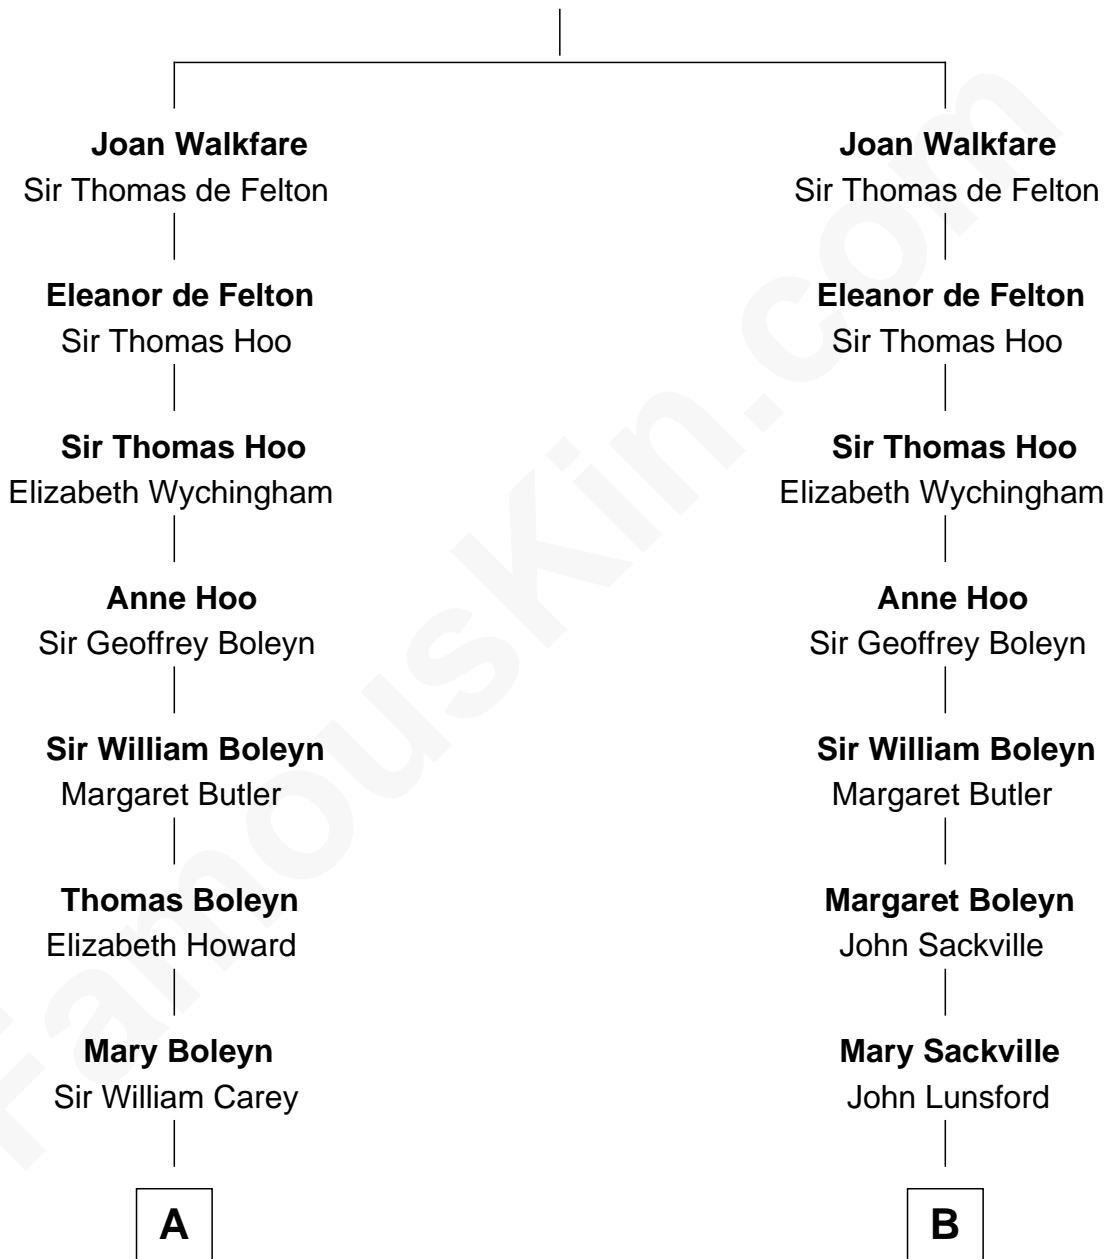 Joan Walkfare
Sir Thomas de Felton
Eleanor de Felton
Sir Thomas Hoo
Sir Thomas Hoo
Elizabeth Wychingham
Anne Hoo
Sir Geoffrey Boleyn
Sir William Boleyn
Margaret Butler
Thomas Boleyn
Elizabeth Howard
Mary Boleyn
Sir William Carey
A
Joan Walkfare
Sir Thomas de Felton
Eleanor de Felton
Sir Thomas Hoo
Sir Thomas Hoo
Elizabeth Wychingham
Anne Hoo
Sir Geoffrey Boleyn
Sir William Boleyn
Margaret Butler
Margaret Boleyn
John Sackville
Mary Sackville
John Lunsford
B
FamousKin.com